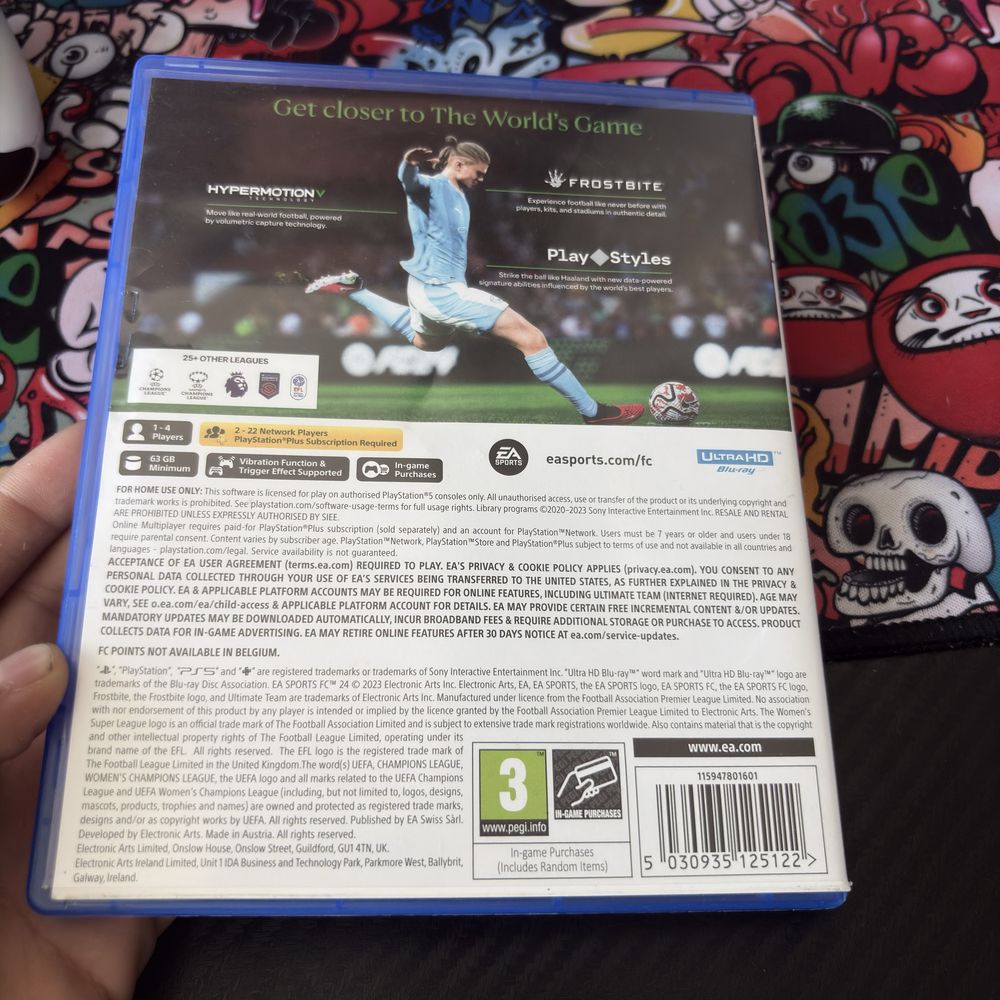 Get closer to The World's Game
HYPERMOTIONV
TECHNOLOGY
Move like real-world football, powered
by volumetric capture technology.
FROSTBITE™
Experience football like never before with
players, kits, and stadiums in authentic detail.
Play Styles
Strike the ball like Haaland with new data-powered
signature abilities influenced by the world's best players.
25+ OTHER LEAGUES
CHAMPIONS
LEAGUE
CHAMPIONS
LEAGUE
EFL
1 - 4
Players
2 - 22 Network Players
PlayStation®Plus Subscription Required
63 GB
Minimum
Vibration Function &
Trigger Effect Supported
In-game
Purchases
EA
SPORTS
easports.com/fc
ULTRA HD™
Blu-ray
FOR HOME USE ONLY: This software is licensed for play on authorised PlayStation®5 consoles only. All unauthorised access, use or transfer of the product or its underlying copyright and
trademark works is prohibited. See playstation.com/software-usage-terms for full usage rights. Library programs ©2020–2023 Sony Interactive Entertainment Inc. RESALE AND RENTAL
ARE PROHIBITED UNLESS EXPRESSLY AUTHORISED BY SIEE.
Online Multiplayer requires paid-for PlayStation®Plus subscription (sold separately) and an account for PlayStation™Network. Users must be 7 years or older and users under 18
require parental consent. Content varies by subscriber age. PlayStation™Network, PlayStation™Store and PlayStation®Plus subject to terms of use and not available in all countries and
languages - playstation.com/legal. Service availability is not guaranteed.
ACCEPTANCE OF EA USER AGREEMENT (terms.ea.com) REQUIRED TO PLAY. EA'S PRIVACY & COOKIE POLICY APPLIES (privacy.ea.com). YOU CONSENT TO ANY
PERSONAL DATA COLLECTED THROUGH YOUR USE OF EA'S SERVICES BEING TRANSFERRED TO THE UNITED STATES, AS FURTHER EXPLAINED IN THE PRIVACY &
COOKIE POLICY. EA & APPLICABLE PLATFORM ACCOUNTS MAY BE REQUIRED FOR ONLINE FEATURES, INCLUDING ULTIMATE TEAM (INTERNET REQUIRED). AGE MAY
VARY, SEE o.ea.com/ea/child-access & APPLICABLE PLATFORM ACCOUNT FOR DETAILS. EA MAY PROVIDE CERTAIN FREE INCREMENTAL CONTENT &/OR UPDATES.
MANDATORY UPDATES MAY BE DOWNLOADED AUTOMATICALLY, INCUR BROADBAND FEES & REQUIRE ADDITIONAL STORAGE OR PURCHASE TO ACCESS. PRODUCT
COLLECTS DATA FOR IN-GAME ADVERTISING. EA MAY RETIRE ONLINE FEATURES AFTER 30 DAYS NOTICE AT ea.com/service-updates.
FC POINTS NOT AVAILABLE IN BELGIUM.
"", "PlayStation", "PS5" and "" are registered trademarks or trademarks of Sony Interactive Entertainment Inc. "Ultra HD Blu-ray™" word mark and "Ultra HD Blu-ray™" logo are
trademarks of the Blu-ray Disc Association. EA SPORTS FC™ 24 © 2023 Electronic Arts Inc. Electronic Arts, EA, EA SPORTS, the EA SPORTS logo, EA SPORTS FC, the EA SPORTS FC logo,
Frostbite, the Frostbite logo, and Ultimate Team are trademarks of Electronic Arts Inc. Manufactured under licence from the Football Association Premier League Limited. No association
with nor endorsement of this product by any player is intended or implied by the licence granted by the Football Association Premier League Limited to Electronic Arts. The Women's
Super League logo is an official trade mark of The Football Association Limited and is subject to extensive trade mark registrations worldwide. Also contains material that is the copyright
and other intellectual property rights of The Football League Limited, operating under its
brand name of the EFL. All rights reserved. The EFL logo is the registered trade mark of
The Football League Limited in the United Kingdom.The word(s) UEFA, CHAMPIONS LEAGUE,
WOMEN'S CHAMPIONS LEAGUE, the UEFA logo and all marks related to the UEFA Champions
League and UEFA Women's Champions League (including, but not limited to, logos, designs,
mascots, products, trophies and names) are owned and protected as registered trade marks,
designs and/or as copyright works by UEFA. All rights reserved. Published by EA Swiss Sàrl.
Developed by Electronic Arts. Made in Austria. All rights reserved.
Electronic Arts Limited, Onslow House, Onslow Street, Guildford, GU1 4TN, UK.
Electronic Arts Ireland Limited, Unit 1 IDA Business and Technology Park, Parkmore West, Ballybrit,
Galway, Ireland.
3
www.pegi.info
IN-GAME PURCHASES
In-game Purchases
(Includes Random Items)
www.ea.com
115947801601
5 030935 125122 >